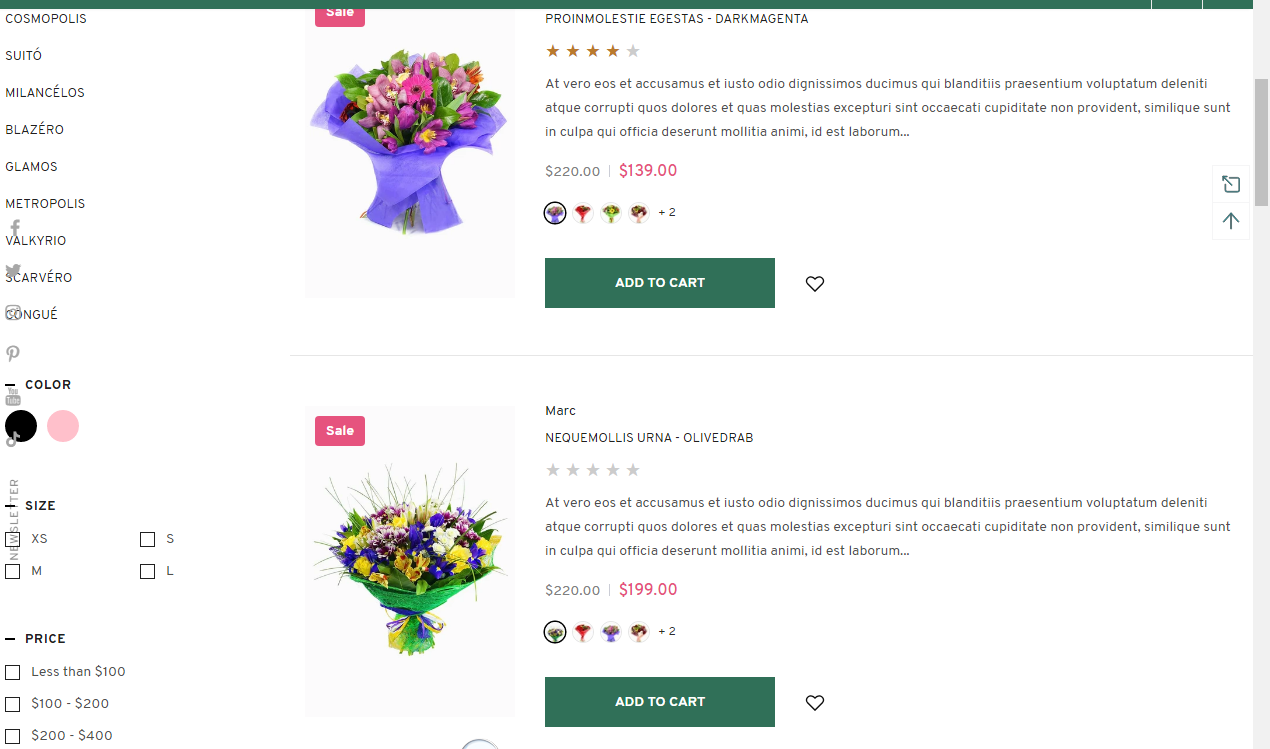 COSMOPOLIS
SUITÓ
MILANCÉLOS
BLAZÉRO
GLAMOS
METROPOLIS
VALKYRIO
SCARVÉRO
CONGUÉ
COLOR
You
Tube
NEWSLETTER
SIZE
XS
S
M
L
PRICE
Less than $100
$100 - $200
$200 - $400
Sale
PROINMOLESTIE EGESTAS - DARKMAGENTA
At vero eos et accusamus et iusto odio dignissimos ducimus qui blanditiis praesentium voluptatum deleniti
atque corrupti quos dolores et quas molestias excepturi sint occaecati cupiditate non provident, similique sunt
in culpa qui officia deserunt mollitia animi, id est laborum...
$220.00 $139.00
+ 2
ADD TO CART
Sale
Marc
NEQUEMOLLIS URNA - OLIVEDRAB
At vero eos et accusamus et iusto odio dignissimos ducimus qui blanditiis praesentium voluptatum deleniti
atque corrupti quos dolores et quas molestias excepturi sint occaecati cupiditate non provident, similique sunt
in culpa qui officia deserunt mollitia animi, id est laborum...
$220.00 $199.00
+ 2
ADD TO CART